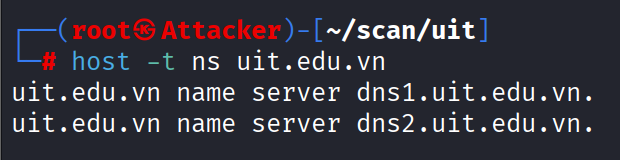 ┌──(root㉿Attacker)-[~/scan/uit]
└─# host -t ns uit.edu.vn
uit.edu.vn name server dns1.uit.edu.vn.
uit.edu.vn name server dns2.uit.edu.vn.